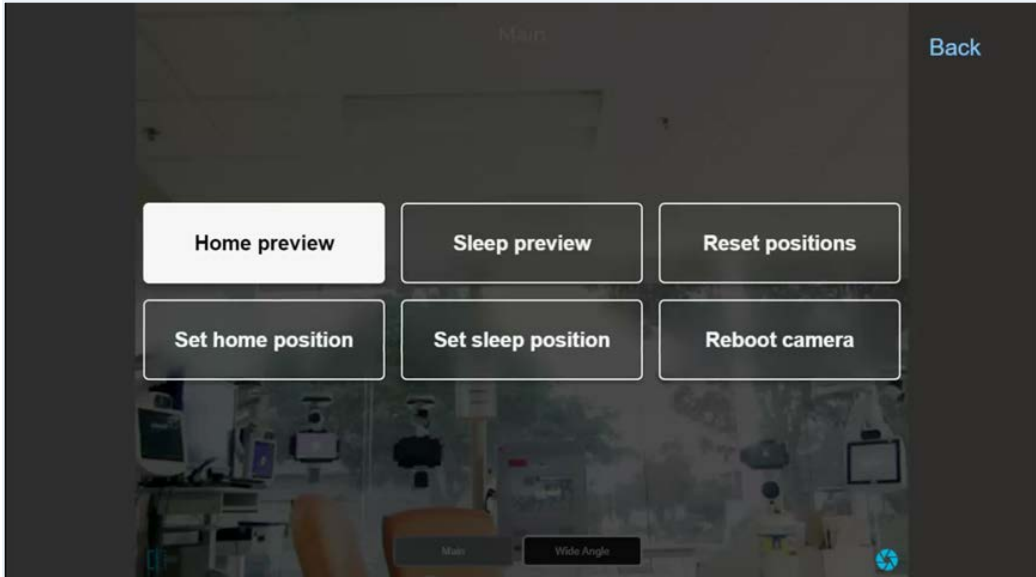 Main
Back
Home preview
Sleep preview
Reset positions
Set home position
Set sleep position
Reboot camera
Main
Wide Angle